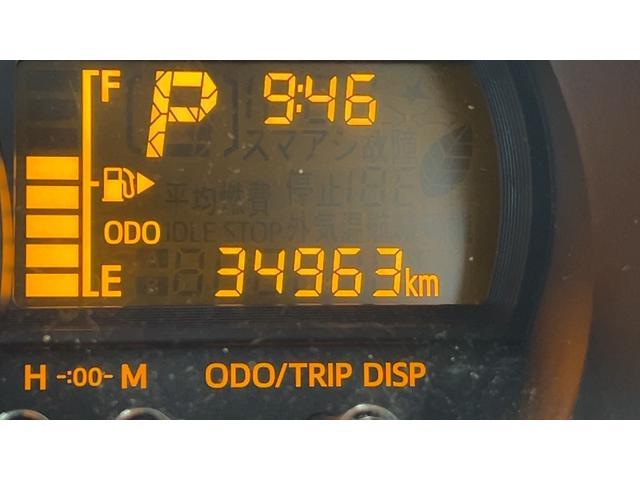 F P 9:46
スマアシ故障
平均燃費 停止
ODO
IDLE STOP 外気温
E 34963km
H -:00- M ODO/TRIP DISP